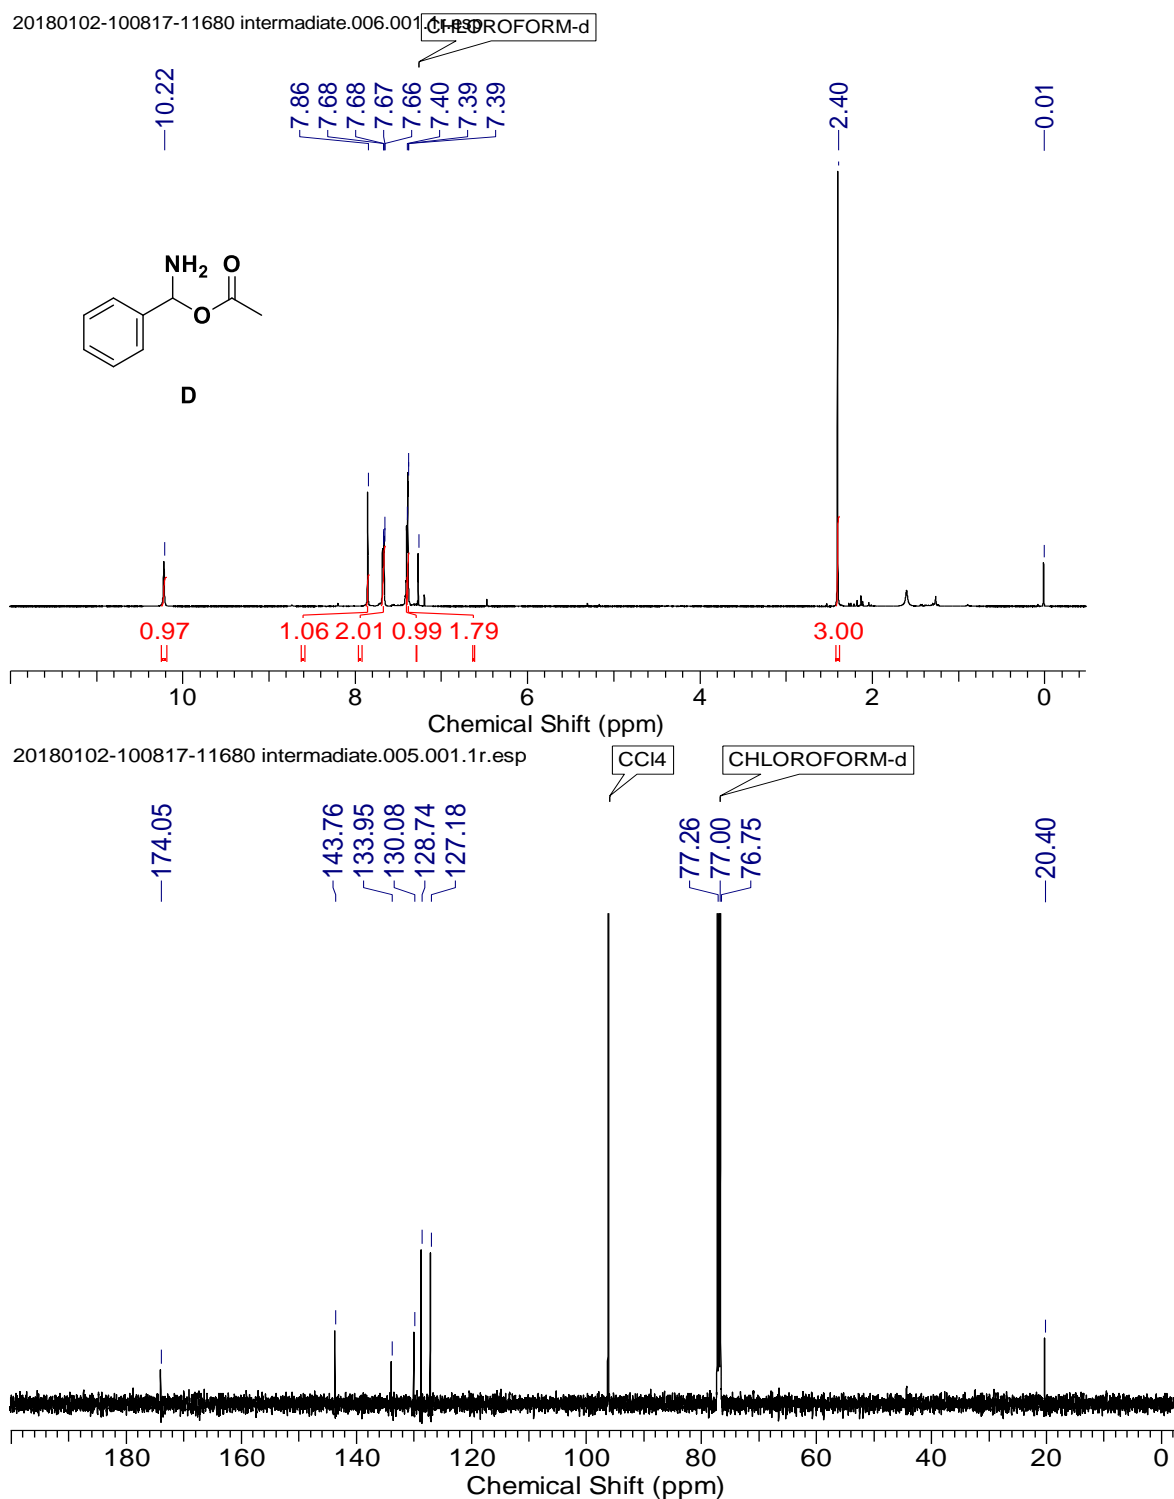 20180102-100817-11680 intermadiate.006.001.1r.esp
CHLOROFORM-d
10.22
7.86
7.68
7.68
7.67
7.66
7.40
7.39
7.39
2.40
0.01
NH2 O
O
D
0.97 1.06 2.01 0.99 1.79 3.00
10 8 6 4 2 0
Chemical Shift (ppm)
20180102-100817-11680 intermadiate.005.001.1r.esp
CCl4
CHLOROFORM-d
174.05
143.76
133.95
130.08
128.74
127.18
77.26
77.00
76.75
20.40
180 160 140 120 100 80 60 40 20 0
Chemical Shift (ppm)